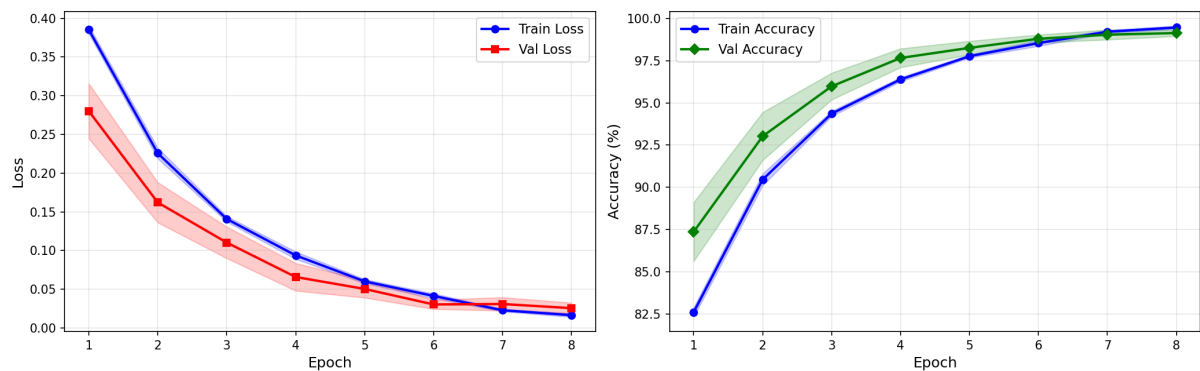 0.40
0.35
0.30
0.25
0.20
0.15
0.10
0.05
0.00
Loss
1 2 3 4 5 6 7 8
Epoch
Train Loss
Val Loss
100.0
97.5
95.0
92.5
90.0
87.5
85.0
82.5
Accuracy (%)
1 2 3 4 5 6 7 8
Epoch
Train Accuracy
Val Accuracy